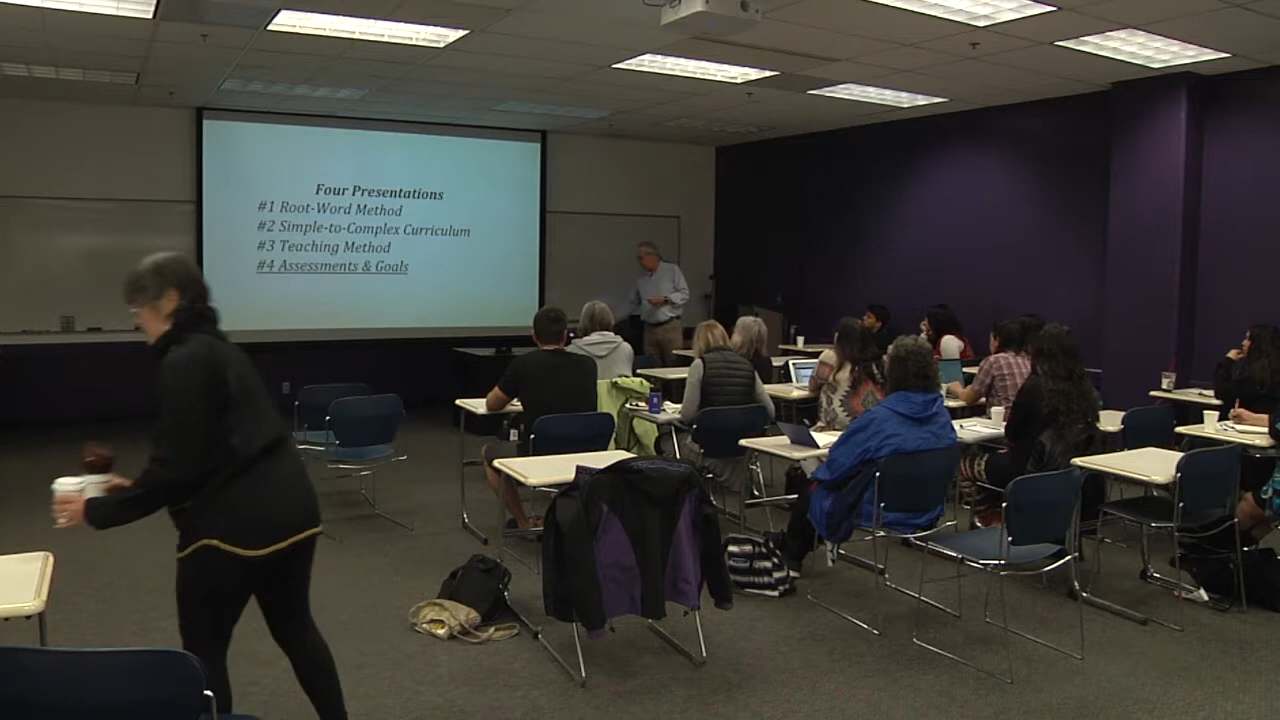 Four Presentations
#1 Root-Word Method
#2 Simple-to-Complex Curriculum
#3 Teaching Method
#4 Assessments & Goals